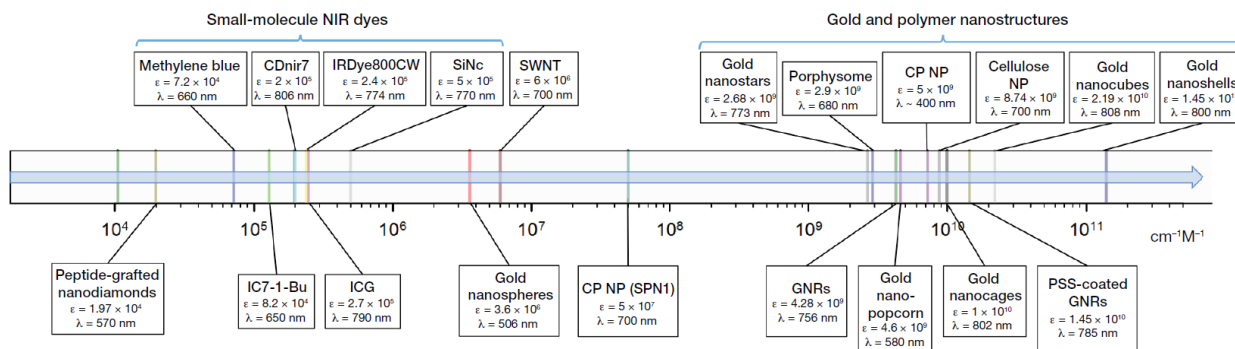 Small-molecule NIR dyes
Gold and polymer nanostructures
Methylene blue
ε = 7.2 × 10⁴
λ = 660 nm
CDnir7
ε = 2 × 10⁵
λ = 806 nm
IRDye800CW
ε = 2.4 × 10⁵
λ = 774 nm
SiNc
ε = 5 × 10⁵
λ = 770 nm
SWNT
ε = 6 × 10⁶
λ = 700 nm
Gold
nanostars
ε = 2.68 × 10⁹
λ = 773 nm
Porphysome
ε = 2.9 × 10⁹
λ = 680 nm
CP NP
ε = 5 × 10⁹
λ ~ 400 nm
Cellulose
NP
ε = 8.74 × 10⁹
λ = 700 nm
Gold
nanocubes
ε = 2.19 × 10¹⁰
λ = 808 nm
Gold
nanoshells
ε = 1.45 × 10¹
λ = 800 nm
10⁴
10⁵
10⁶
10⁷
10⁸
10⁹
10¹⁰
10¹¹
cm⁻¹M⁻¹
Peptide-grafted
nanodiamonds
ε = 1.97 × 10⁴
λ = 570 nm
IC7-1-Bu
ε = 8.2 × 10⁴
λ = 650 nm
ICG
ε = 2.7 × 10⁵
λ = 790 nm
Gold
nanospheres
ε = 3.6 × 10⁶
λ = 506 nm
CP NP (SPN1)
ε = 5 × 10⁷
λ = 700 nm
GNRs
ε = 4.28 × 10⁹
λ = 756 nm
Gold
nano-
popcorn
ε = 4.6 × 10⁹
λ = 580 nm
Gold
nanocages
ε = 1 × 10¹⁰
λ = 802 nm
PSS-coated
GNRs
ε = 1.45 × 10¹⁰
λ = 785 nm